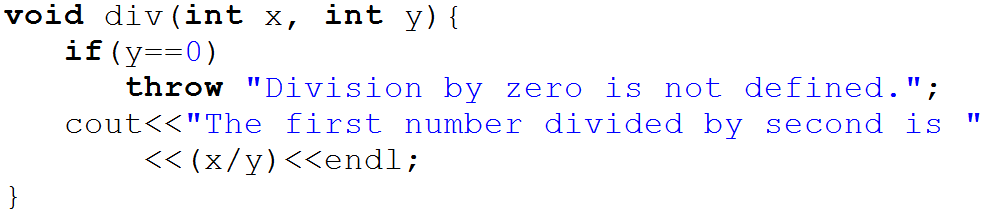 void div(int x, int y){
   if(y==0)
      throw "Division by zero is not defined.";
   cout<<"The first number divided by second is "
       <<(x/y)<<endl;
}